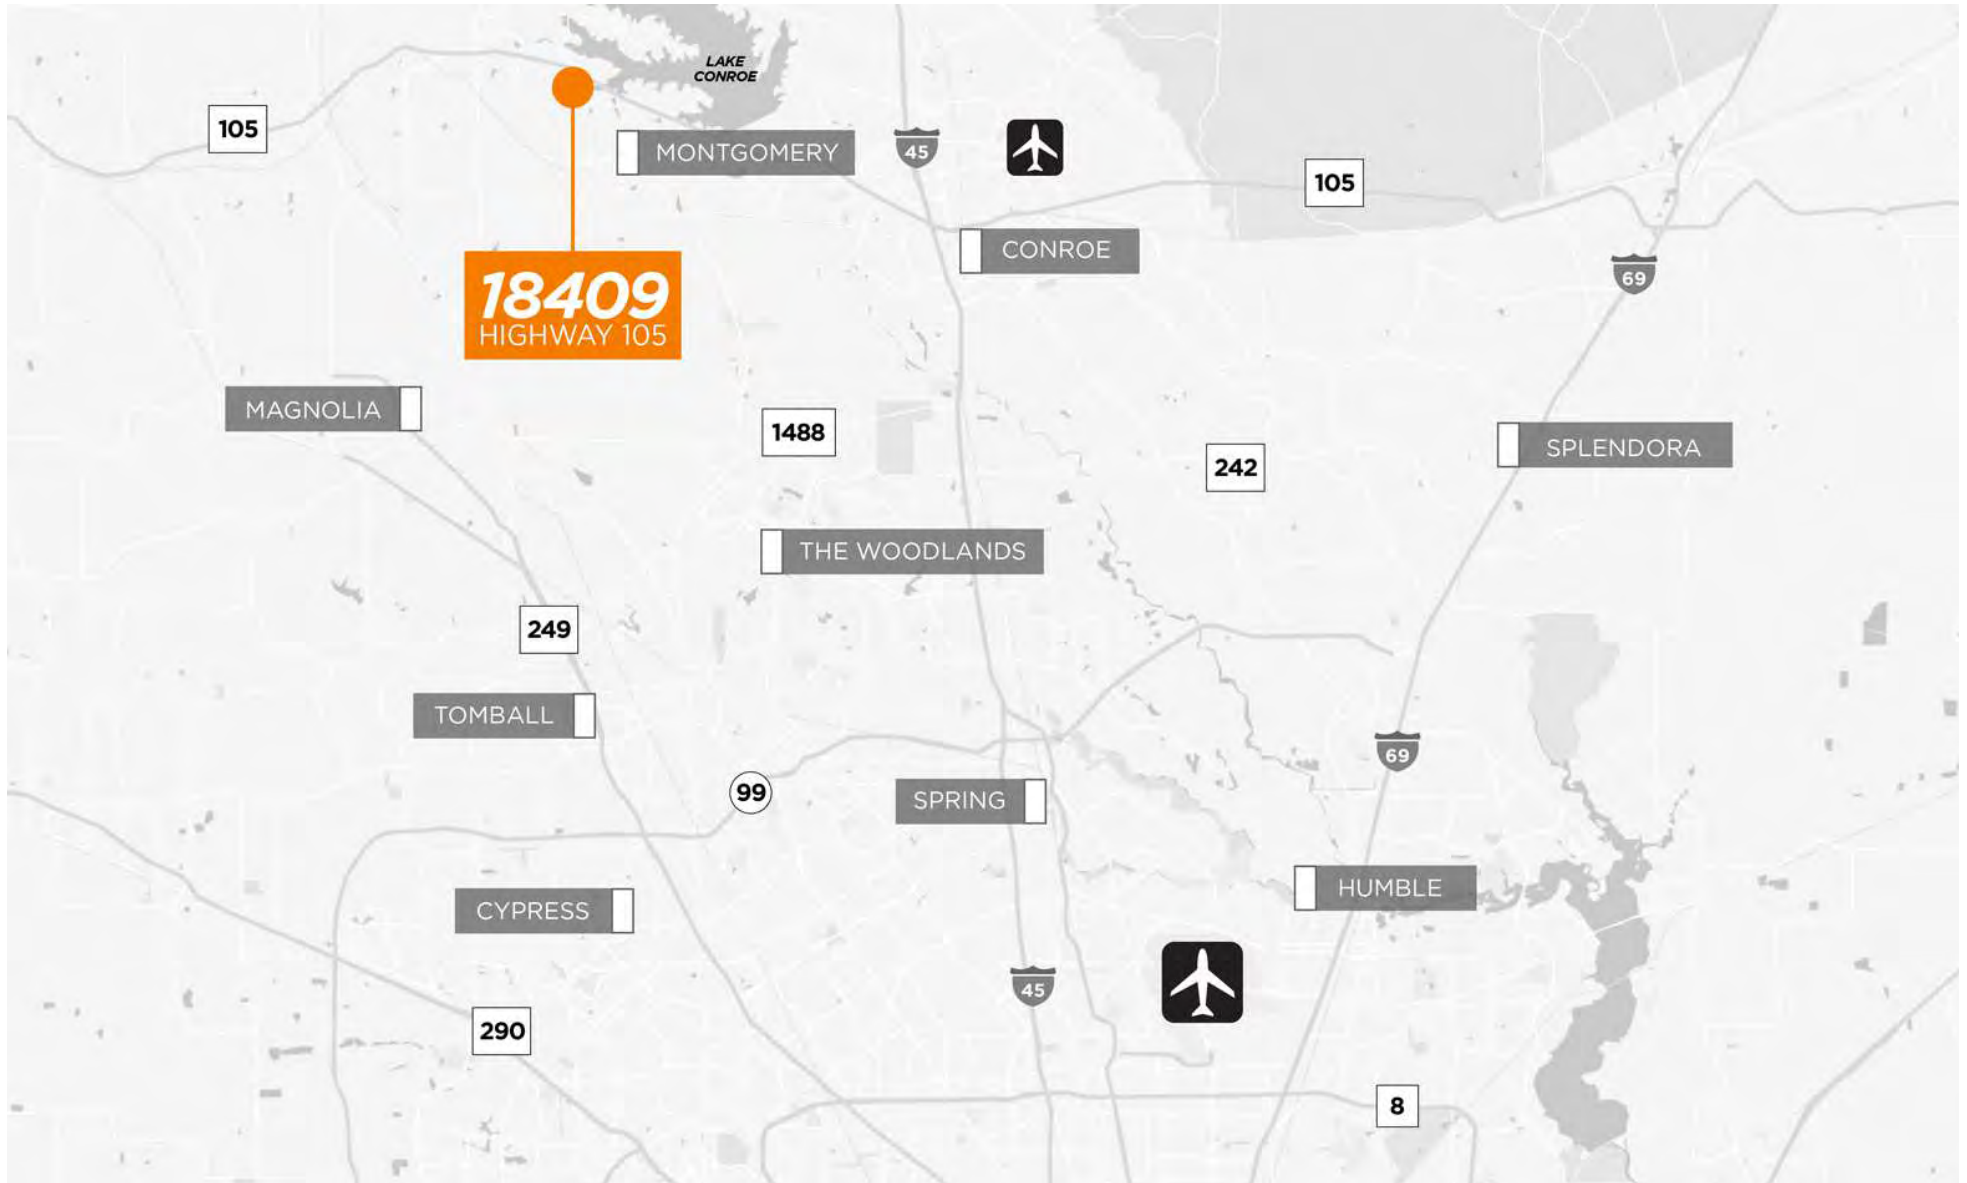 LAKE
CONROE
105
MONTGOMERY
45
105
CONROE
69
18409
HIGHWAY 105
MAGNOLIA
1488
242
SPLENDORA
THE WOODLANDS
249
TOMBALL
69
99
SPRING
HUMBLE
CYPRESS
45
290
8